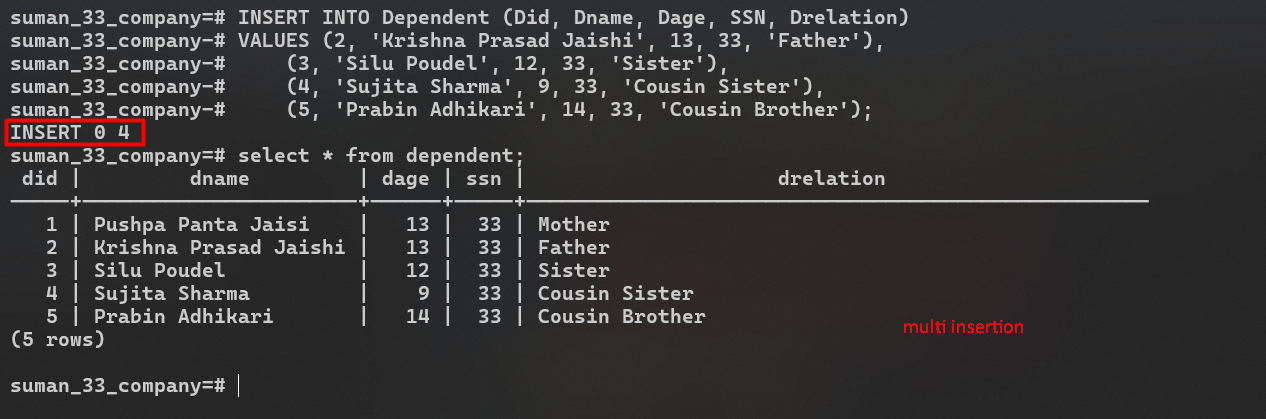 suman_33_company=# INSERT INTO Dependent (Did, Dname, Dage, SSN, Drelation)
suman_33_company-# VALUES (2, 'Krishna Prasad Jaishi', 13, 33, 'Father'),
suman_33_company-#     (3, 'Silu Poudel', 12, 33, 'Sister'),
suman_33_company-#     (4, 'Sujita Sharma', 9, 33, 'Cousin Sister'),
suman_33_company-#     (5, 'Prabin Adhikari', 14, 33, 'Cousin Brother');
INSERT 0 4
suman_33_company=# select * from dependent;
 did |         dname         | dage | ssn |                     drelation
-----+-----------------------+------+-----+----------------------------------------------------
   1 | Pushpa Panta Jaisi    |   13 |  33 | Mother
   2 | Krishna Prasad Jaishi |   13 |  33 | Father
   3 | Silu Poudel           |   12 |  33 | Sister
   4 | Sujita Sharma         |    9 |  33 | Cousin Sister
   5 | Prabin Adhikari       |   14 |  33 | Cousin Brother
multi insertion
(5 rows)
suman_33_company=#